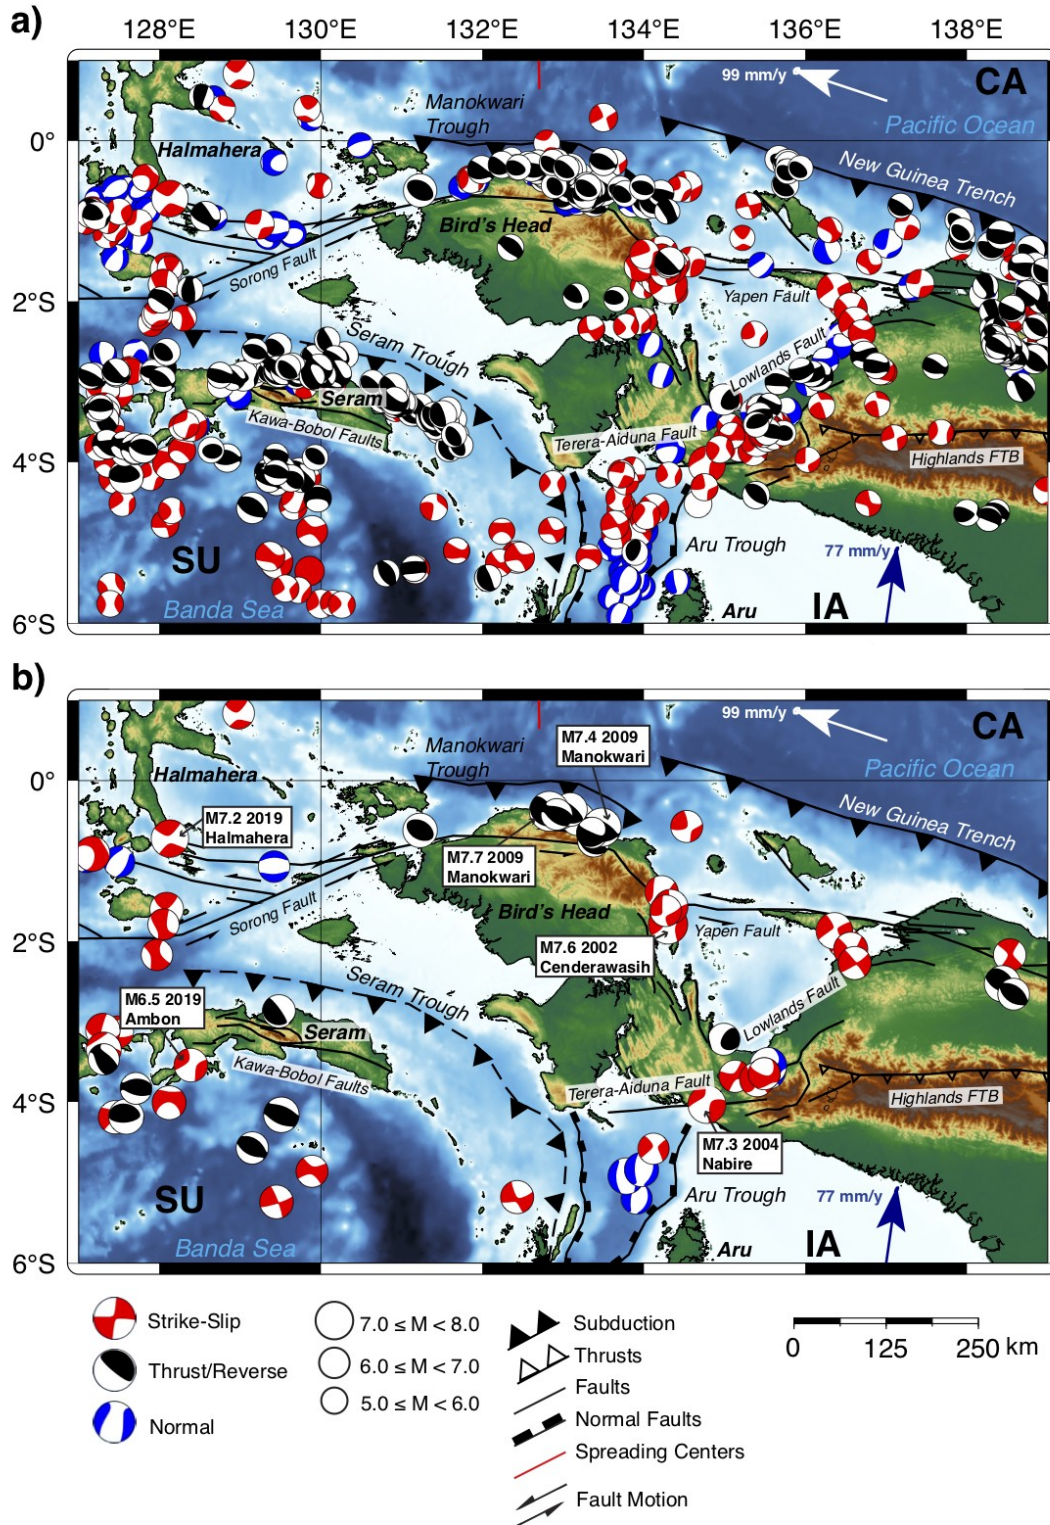 a)
128°E 130°E 132°E 134°E 136°E 138°E
99 mm/y
CA
Manokwari
Trough
Pacific Ocean
0°
Halmahera
New Guinea Trench
Bird's Head
Sorong Fault
2°S
Yapen Fault
Seram Trough
Lowlands Fault
Seram
Kawa-Bobol Faults
Terera-Aiduna Fault
4°S
Highlands FTB
Aru Trough
77 mm/y
SU
Banda Sea
Aru
IA
6°S
b)
99 mm/y
CA
M7.4 2009
Manokwari
Manokwari
Trough
Pacific Ocean
0°
Halmahera
New Guinea Trench
M7.2 2019
Halmahera
M7.7 2009
Manokwari
Bird's Head
Sorong Fault
Yapen Fault
2°S
M7.6 2002
Cenderawasih
Seram Trough
M6.5 2019
Ambon
Lowlands Fault
Seram
Kawa-Bobol Faults
Terera-Aiduna Fault
4°S
Highlands FTB
M7.3 2004
Nabire
SU
Aru Trough
77 mm/y
Banda Sea
Aru
IA
6°S
Strike-Slip
Thrust/Reverse
Normal
7.0 ≤ M < 8.0
6.0 ≤ M < 7.0
5.0 ≤ M < 6.0
Subduction
Thrusts
Faults
Normal Faults
Spreading Centers
Fault Motion
0 125 250 km